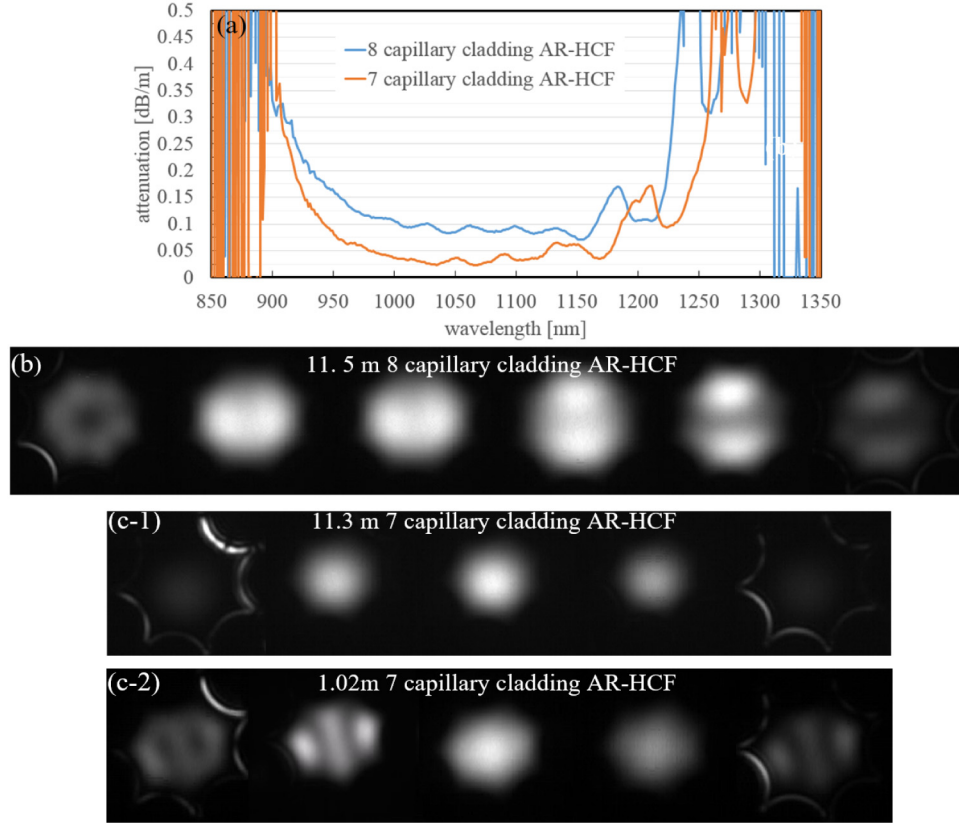 (a)
0.5
0.45
0.4
0.35
0.3
0.25
0.2
0.15
0.1
0.05
0
attenuation [dB/m]
8 capillary cladding AR-HCF
7 capillary cladding AR-HCF
850 900 950 1000 1050 1100 1150 1200 1250 1300 1350
wavelength [nm]
(b) 11. 5 m 8 capillary cladding AR-HCF
(c-1) 11.3 m 7 capillary cladding AR-HCF
(c-2) 1.02m 7 capillary cladding AR-HCF